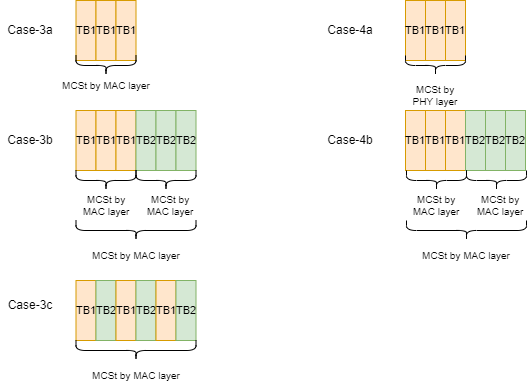 Case-3a
TB1 TB1 TB1
MCSt by MAC layer
Case-4a
TB1 TB1 TB1
MCSt by
PHY layer
Case-3b
TB1 TB1 TB1 TB2 TB2 TB2
MCSt by
MAC layer
MCSt by
MAC layer
MCSt by MAC layer
Case-4b
TB1 TB1 TB1 TB2 TB2 TB2
MCSt by
MAC layer
MCSt by
MAC layer
MCSt by MAC layer
Case-3c
TB1 TB2 TB1 TB2 TB1 TB2
MCSt by MAC layer